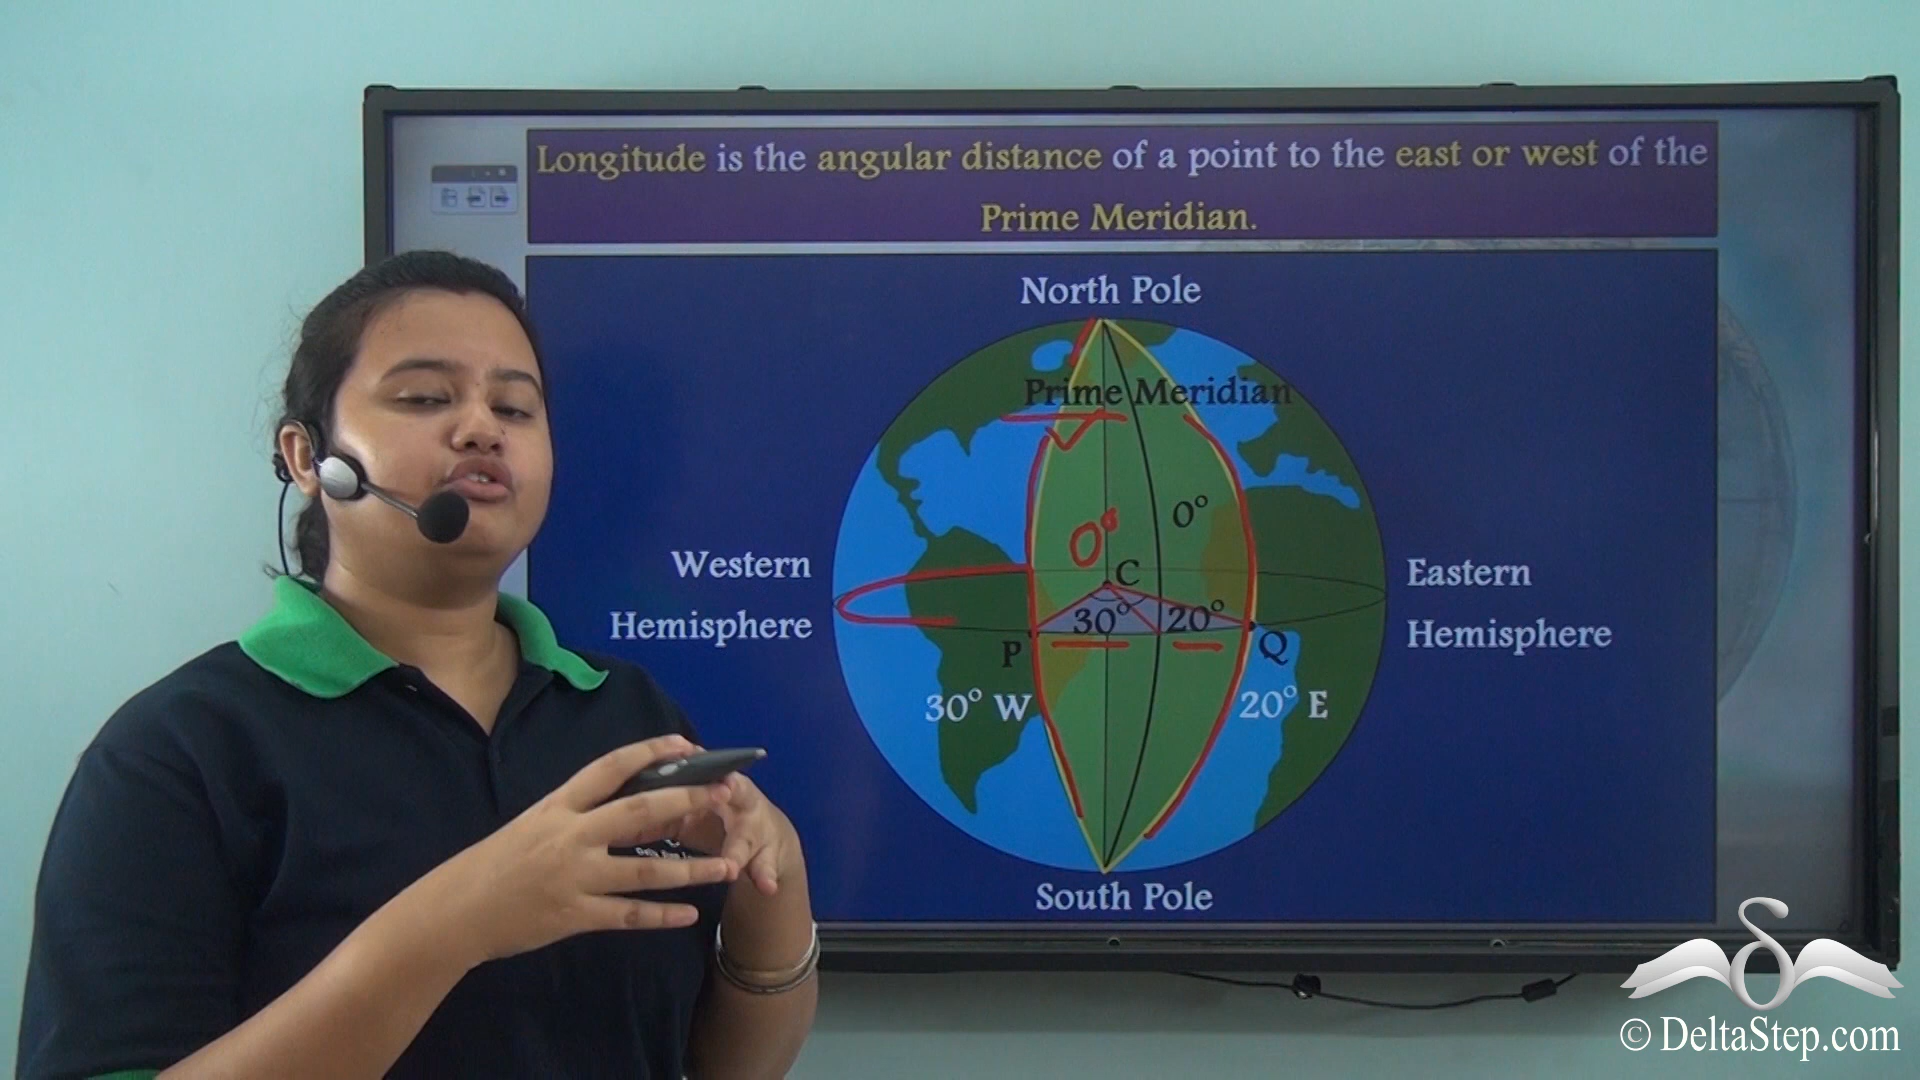 Longitude is the angular distance of a point to the east or west of the
Prime Meridian.
North Pole
Prime Meridian
0°
0°
C
Western
Hemisphere
Eastern
Hemisphere
30°
20°
P
Q
30° W
20° E
South Pole
© DeltaStep.com